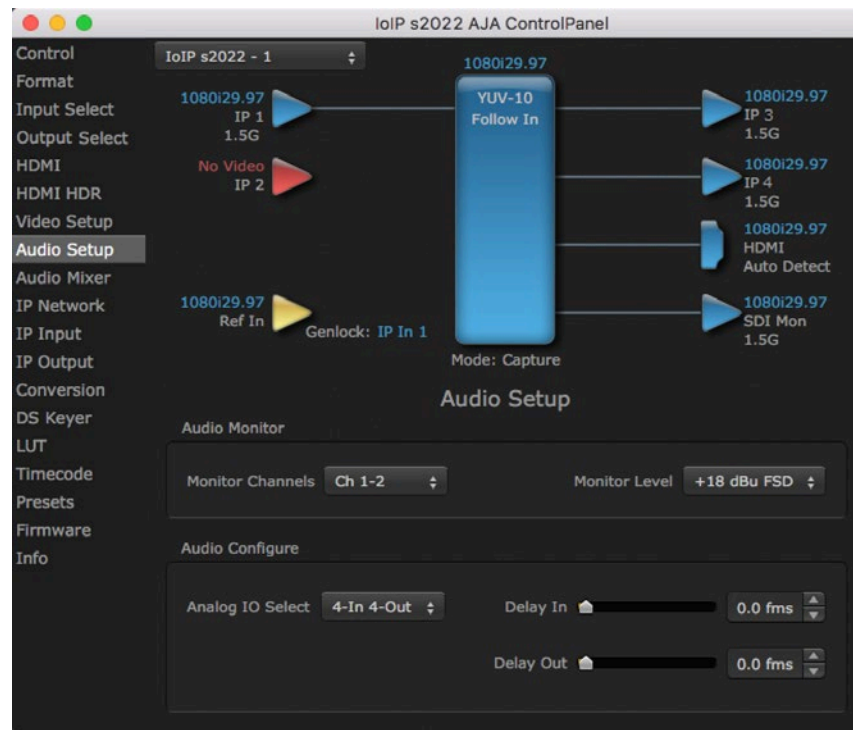 IoIP s2022 AJA ControlPanel
Control
Format
Input Select
Output Select
HDMI
HDMI HDR
Video Setup
Audio Setup
Audio Mixer
IP Network
IP Input
IP Output
Conversion
DS Keyer
LUT
Timecode
Presets
Firmware
Info
IoIP s2022 - 1
1080i29.97
IP 1
1.5G
No Video
IP 2
1080i29.97
Ref In
Genlock: IP In 1
1080i29.97
YUV-10
Follow In
Mode: Capture
1080i29.97
IP 3
1.5G
1080i29.97
IP 4
1.5G
1080i29.97
HDMI
Auto Detect
1080i29.97
SDI Mon
1.5G
Audio Setup
Audio Monitor
Monitor Channels Ch 1-2 Monitor Level +18 dBu FSD
Audio Configure
Analog IO Select 4-In 4-Out Delay In 0.0 fms
Delay Out 0.0 fms